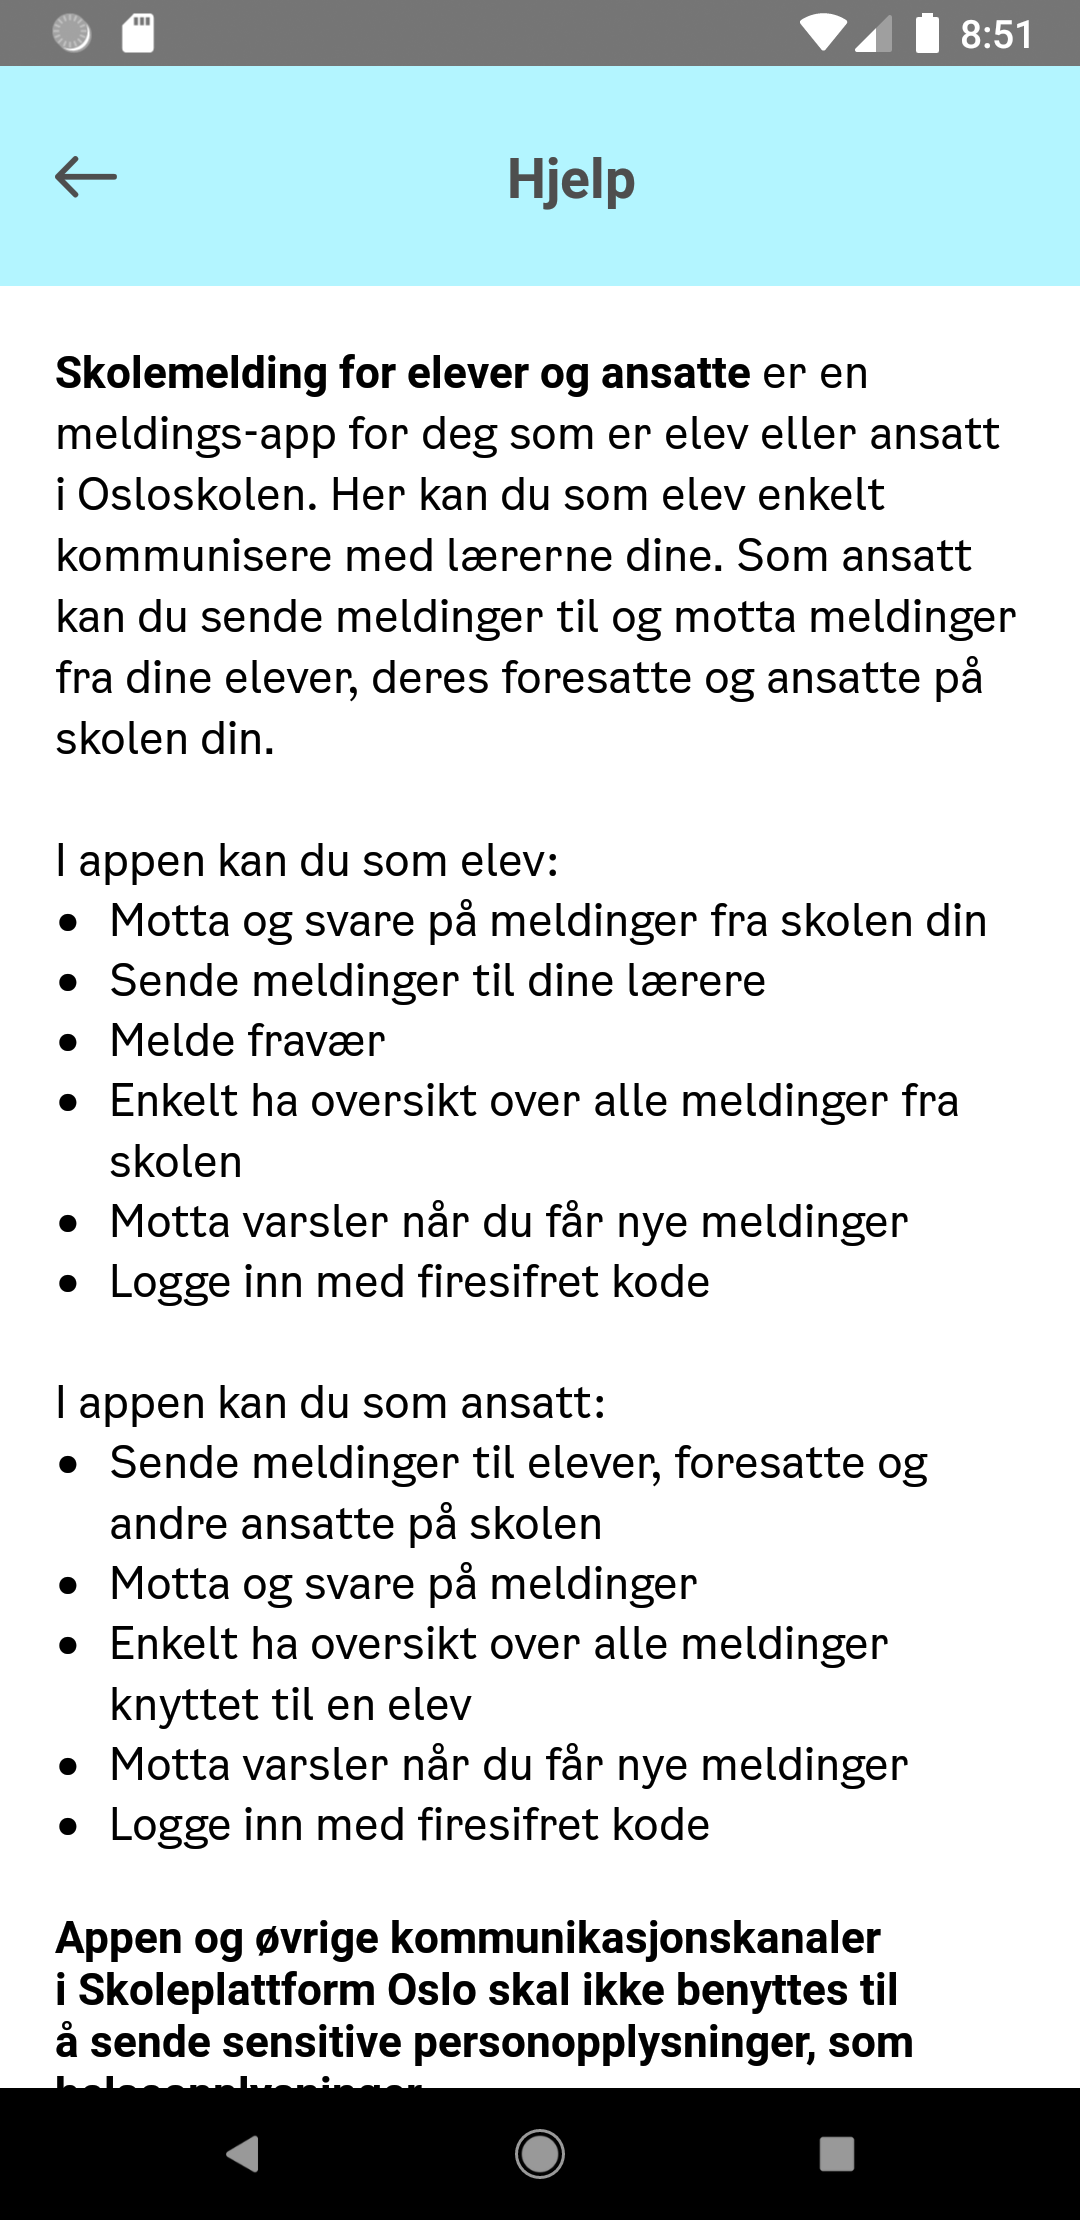 8:51
Hjelp
Skolemelding for elever og ansatte er en
meldings-app for deg som er elev eller ansatt
i Osloskolen. Her kan du som elev enkelt
kommunisere med lærerne dine. Som ansatt
kan du sende meldinger til og motta meldinger
fra dine elever, deres foresatte og ansatte på
skolen din.
I appen kan du som elev:
• Motta og svare på meldinger fra skolen din
• Sende meldinger til dine lærere
• Melde fravær
• Enkelt ha oversikt over alle meldinger fra
skolen
• Motta varsler når du får nye meldinger
• Logge inn med firesifret kode
I appen kan du som ansatt:
• Sende meldinger til elever, foresatte og
andre ansatte på skolen
• Motta og svare på meldinger
• Enkelt ha oversikt over alle meldinger
knyttet til en elev
• Motta varsler når du får nye meldinger
• Logge inn med firesifret kode
Appen og øvrige kommunikasjonskanaler
i Skoleplattform Oslo skal ikke benyttes til
å sende sensitive personopplysninger, som